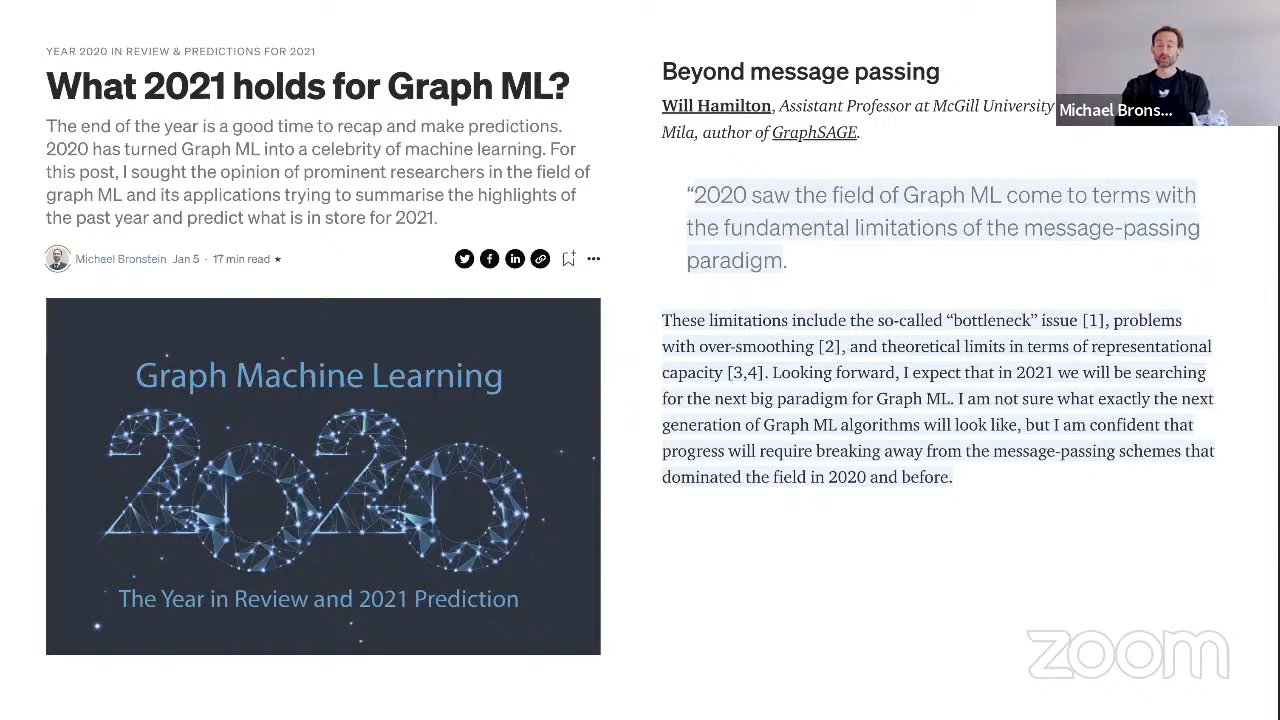 YEAR 2020 IN REVIEW & PREDICTIONS FOR 2021
What 2021 holds for Graph ML?
The end of the year is a good time to recap and make predictions.
2020 has turned Graph ML into a celebrity of machine learning. For
this post, I sought the opinion of prominent researchers in the field of
graph ML and its applications trying to summarise the highlights of
the past year and predict what is in store for 2021.
Michael Bronstein Jan 5 · 17 min read ★
Graph Machine Learning
2020
The Year in Review and 2021 Prediction
Beyond message passing
Will Hamilton, Assistant Professor at McGill University
Mila, author of GraphSAGE.
“2020 saw the field of Graph ML come to terms with
the fundamental limitations of the message-passing
paradigm.
These limitations include the so-called “bottleneck” issue [1], problems
with over-smoothing [2], and theoretical limits in terms of representational
capacity [3,4]. Looking forward, I expect that in 2021 we will be searching
for the next big paradigm for Graph ML. I am not sure what exactly the next
generation of Graph ML algorithms will look like, but I am confident that
progress will require breaking away from the message-passing schemes that
dominated the field in 2020 and before.
Michael Brons...
zoom